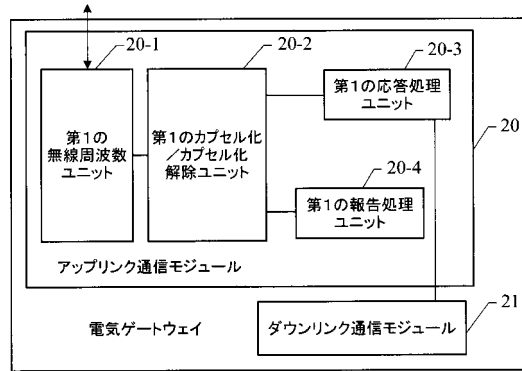 20-1
20-2
20-3
第1の
無線周波数
ユニット
第1のカプセル化
／カプセル化
解除ユニット
第1の応答処理
ユニット
20
20-4
第1の報告処理
ユニット
アップリンク通信モジュール
21
電気ゲートウェイ
ダウンリンク通信モジュール